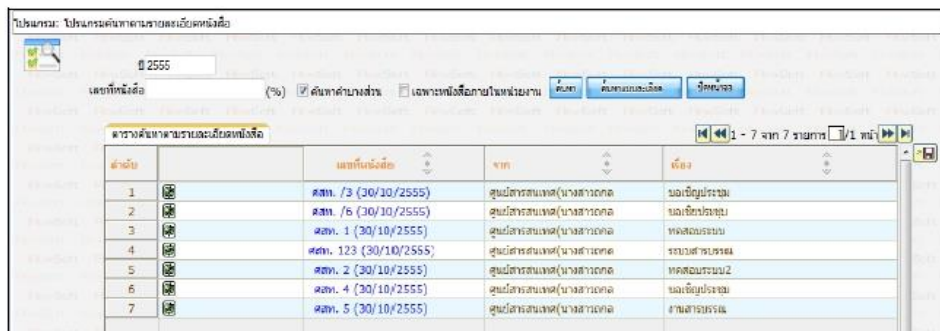 โปรแกรม: โปรแกรมค้นหาตามรายละเอียดหนังสือ
ปี 2555
เลขที่หนังสือ (%) ค้นหาคำบางส่วน เฉพาะหนังสือภายในหน่วยงาน ค้นหา ค้นหาแบบละเอียด ปิดหน้าจอ
ตารางค้นหาตามรายละเอียดหนังสือ 1 - 7 จาก 7 รายการ /1 หน้า
ลำดับ เลขที่หนังสือ จาก เรื่อง
1 ศสท. /3 (30/10/2555) ศูนย์สารสนเทศ(นางสาวถกล ขอเชิญประชุม
2 ศสท. /6 (30/10/2555) ศูนย์สารสนเทศ(นางสาวถกล ขอเชิญประชุม
3 ศสท. 1 (30/10/2555) ศูนย์สารสนเทศ(นางสาวถกล ทดสอบระบบ
4 ศสท. 123 (30/10/2555) ศูนย์สารสนเทศ(นางสาวถกล ระบบสารบรรณ
5 ศสท. 2 (30/10/2555) ศูนย์สารสนเทศ(นางสาวถกล ทดสอบระบบ2
6 ศสท. 4 (30/10/2555) ศูนย์สารสนเทศ(นางสาวถกล ขอเชิญประชุม
7 ศสท. 5 (30/10/2555) ศูนย์สารสนเทศ(นางสาวถกล งานสารบรรณ